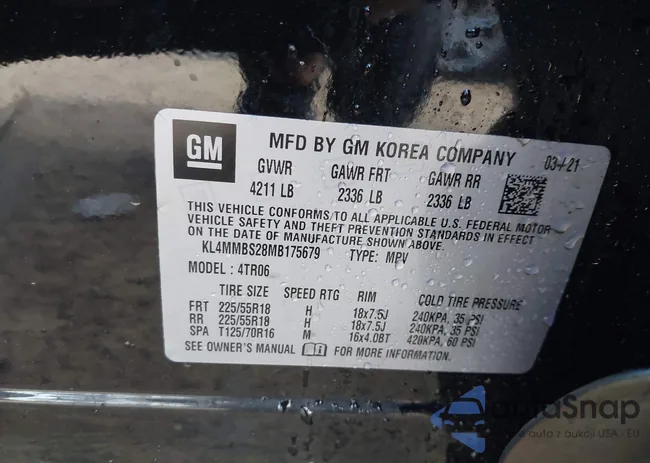 GM
MFD BY GM KOREA COMPANY 03/21
GVWR GAWR FRT GAWR RR
4211 LB 2336 LB 2336 LB
THIS VEHICLE CONFORMS TO ALL APPLICABLE U.S. FEDERAL MOTOR
VEHICLE SAFETY AND THEFT PREVENTION STANDARDS IN EFFECT
ON THE DATE OF MANUFACTURE SHOWN ABOVE.
KL4MMBS28MB175679 TYPE: MPV
MODEL: 4TR06
TIRE SIZE SPEED RTG RIM COLD TIRE PRESSURE
FRT 225/55R18 H 18x7.5J 240KPA, 35 PSI
RR 225/55R18 H 18x7.5J 240KPA, 35 PSI
SPA T125/70R16 M 16x4.0BT 420KPA, 60 PSI
SEE OWNER'S MANUAL FOR MORE INFORMATION.
autoSnap
auta z aukcji USA - EU